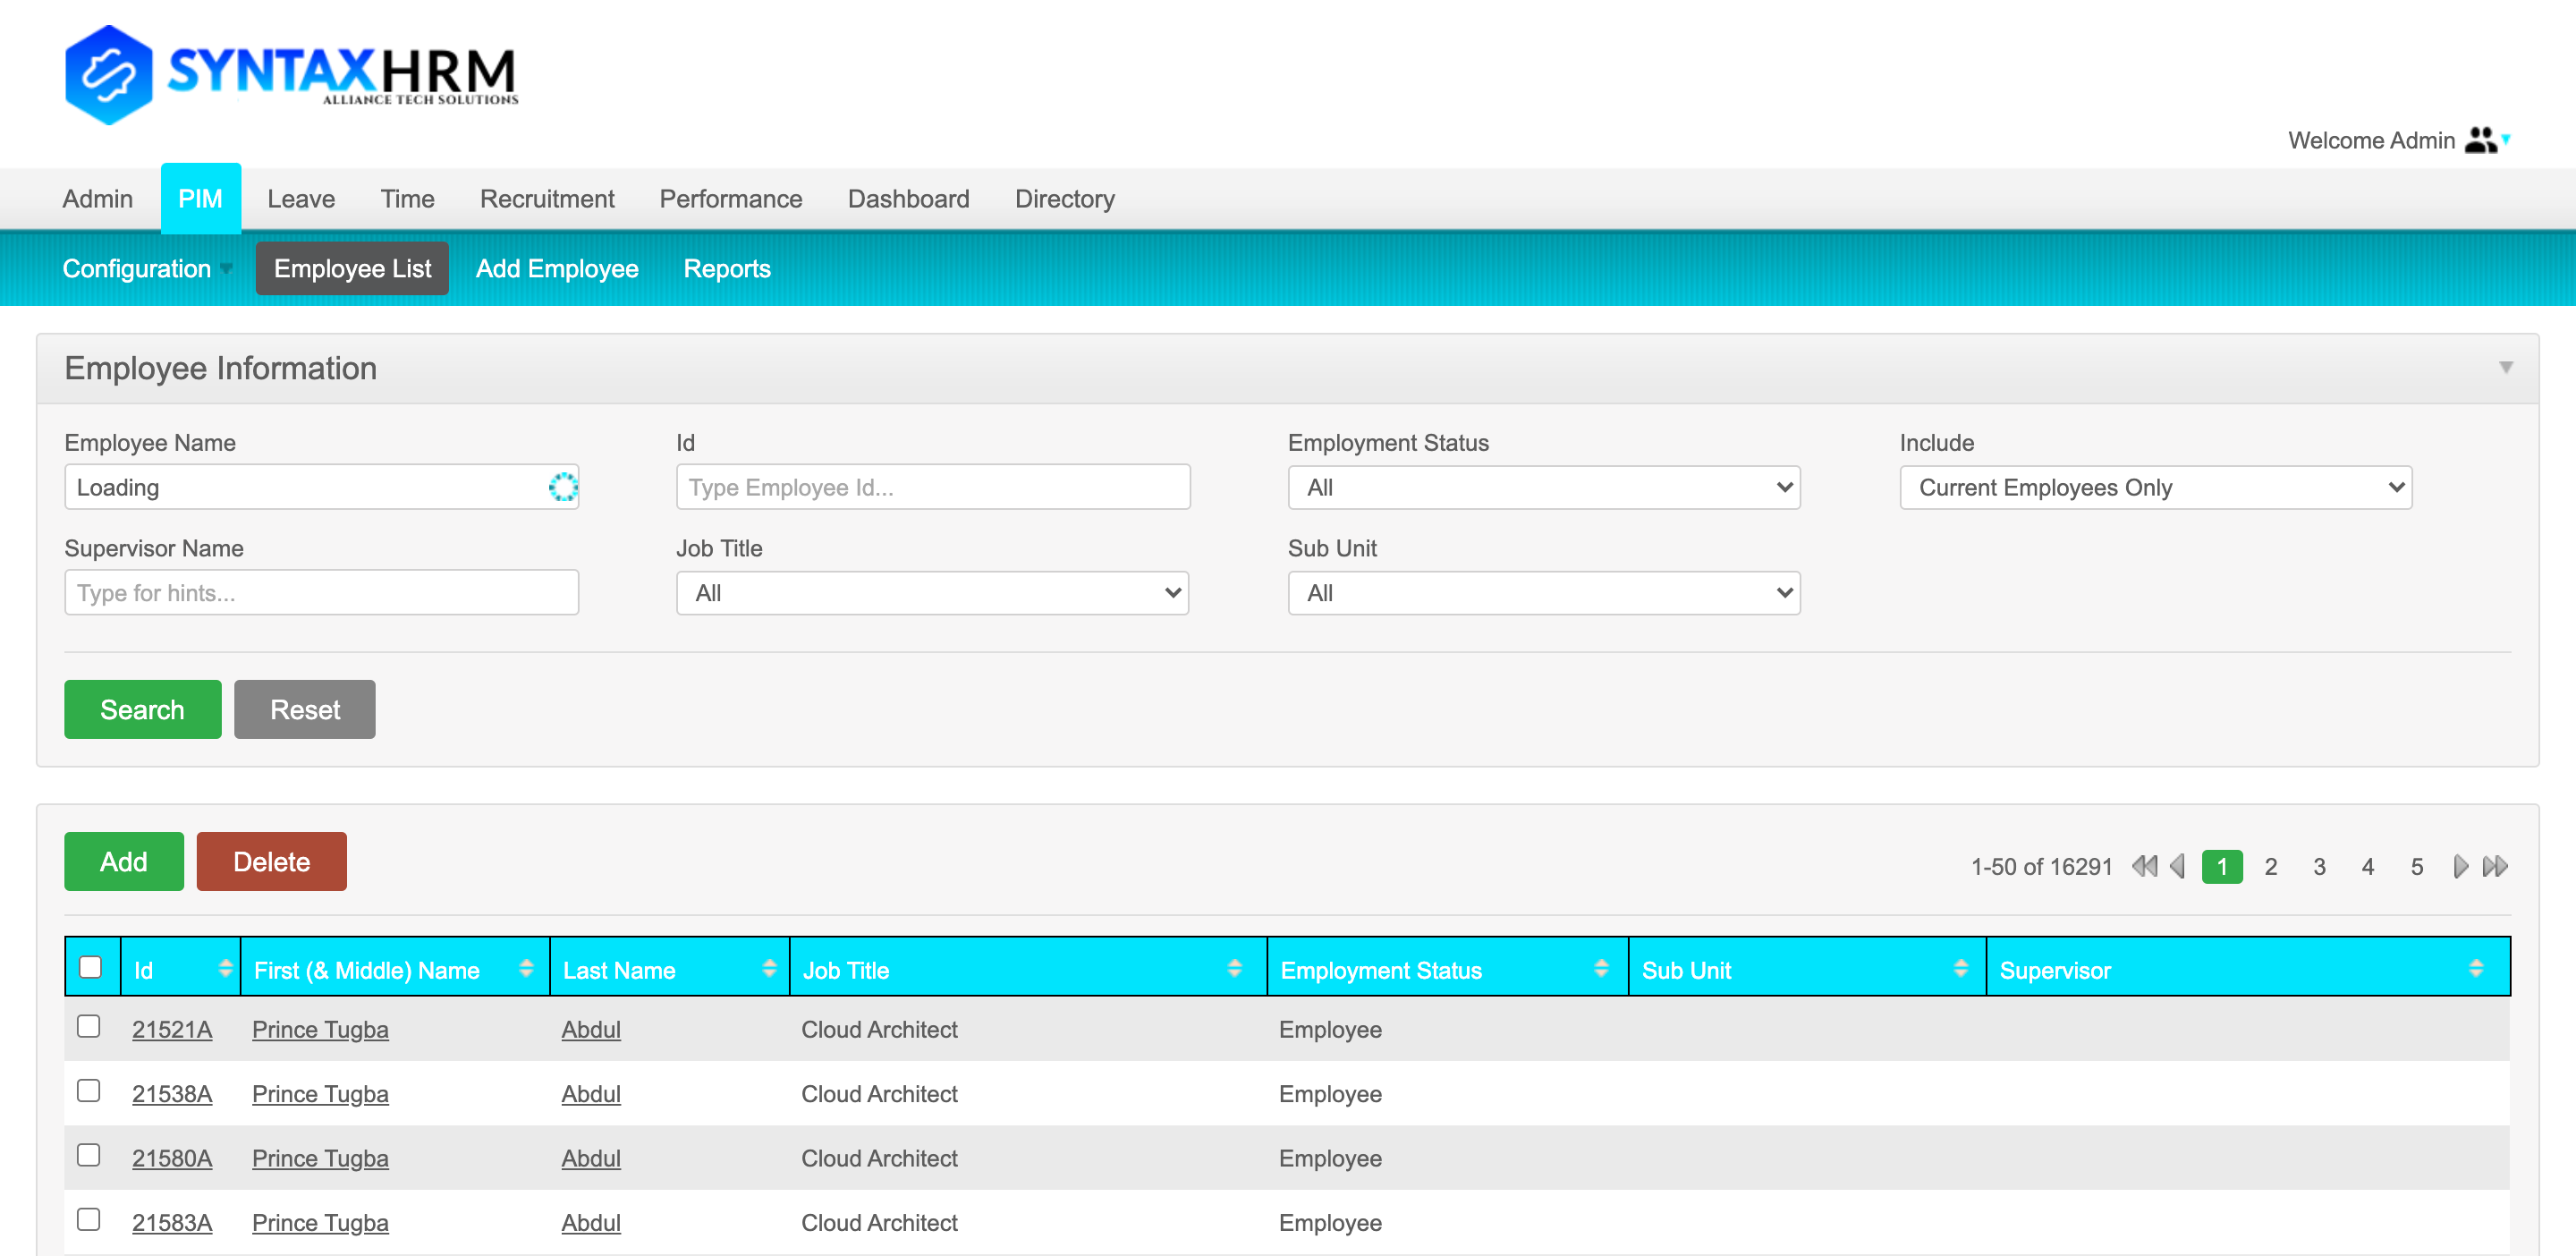 SYNTAXHRM
ALLIANCE TECH SOLUTIONS
Welcome Admin
Admin PIM Leave Time Recruitment Performance Dashboard Directory
Configuration Employee List Add Employee Reports
Employee Information
Employee Name Id Employment Status Include
Loading Type Employee Id... All Current Employees Only
Supervisor Name Job Title Sub Unit
Type for hints... All All
Search Reset
Add Delete 1-50 of 16291 1 2 3 4 5
Id First (& Middle) Name Last Name Job Title Employment Status Sub Unit Supervisor
21521A Prince Tugba Abdul Cloud Architect Employee
21538A Prince Tugba Abdul Cloud Architect Employee
21580A Prince Tugba Abdul Cloud Architect Employee
21583A Prince Tugba Abdul Cloud Architect Employee